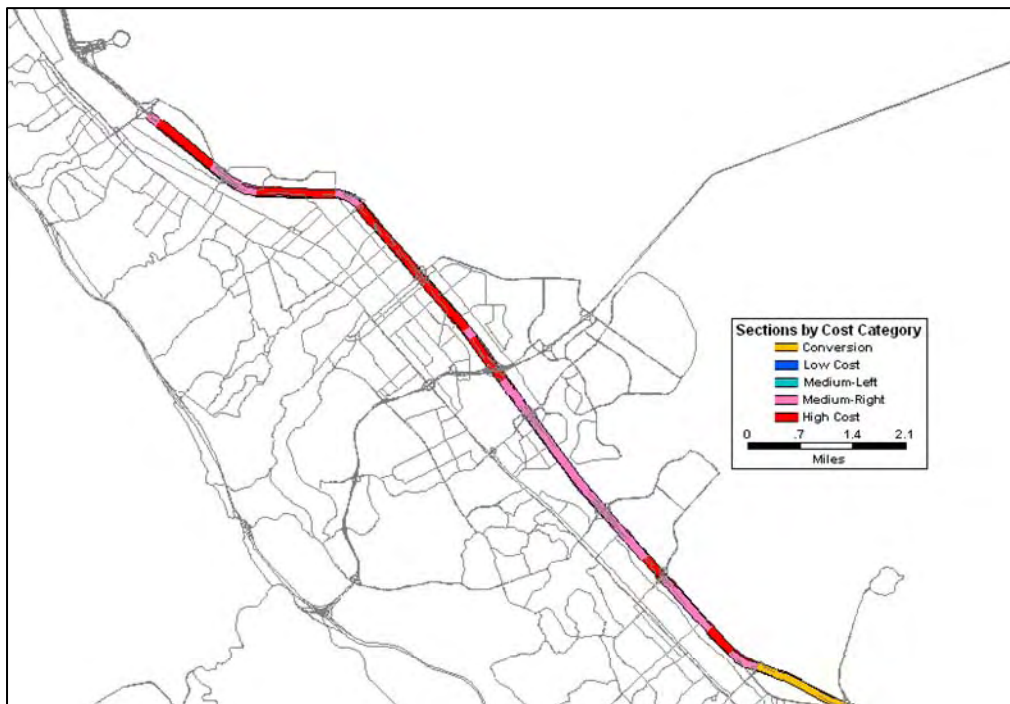 Sections by Cost Category
Conversion
Low Cost
Medium-Left
Medium-Right
High Cost
0 .7 1.4 2.1
Miles